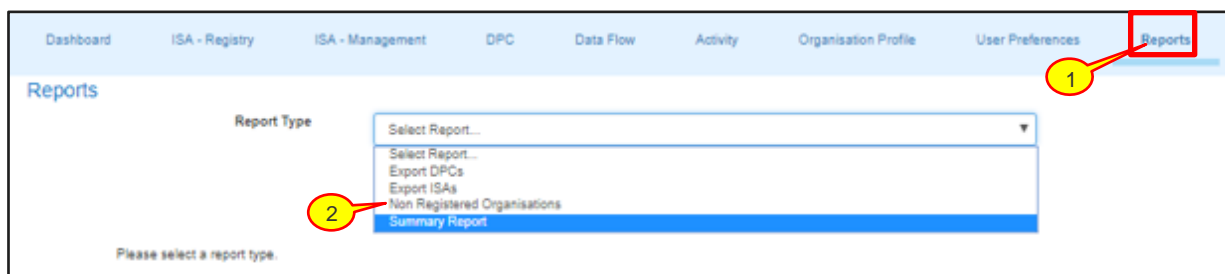 Dashboard ISA - Registry ISA - Management DPC Data Flow Activity Organisation Profile User Preferences Reports
1
Reports
Report Type
Select Report...
Select Report...
Export DPCs
Export ISAs
2 Non Registered Organisations
Summary Report
Please select a report type.